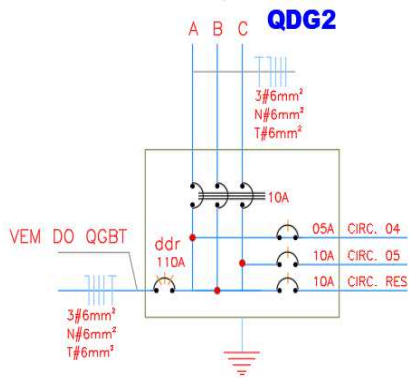 QDG2
A B C
3#6mm²
N#6mm²
T#6mm²
10A
VEM DO QGBT
ddr
110A
05A CIRC. 04
10A CIRC. 05
10A CIRC. RES
3#6mm²
N#6mm²
T#6mm²